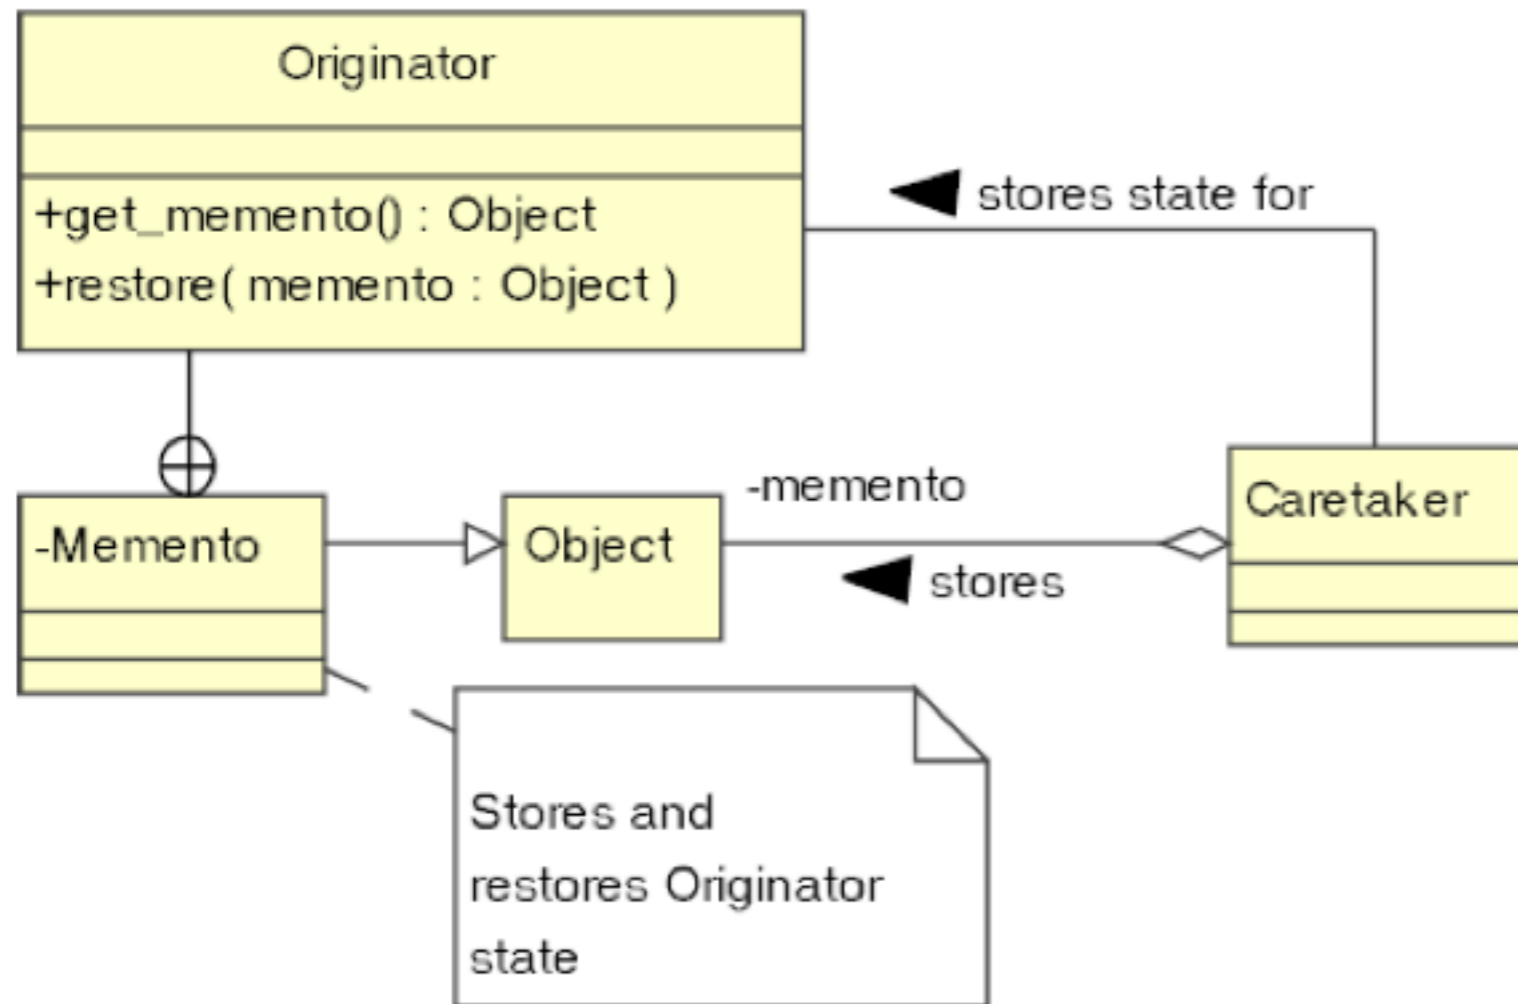 Originator
+get_memento() : Object
+restore( memento : Object )
stores state for
-Memento
Object
-memento
stores
Caretaker
Stores and
restores Originator
state